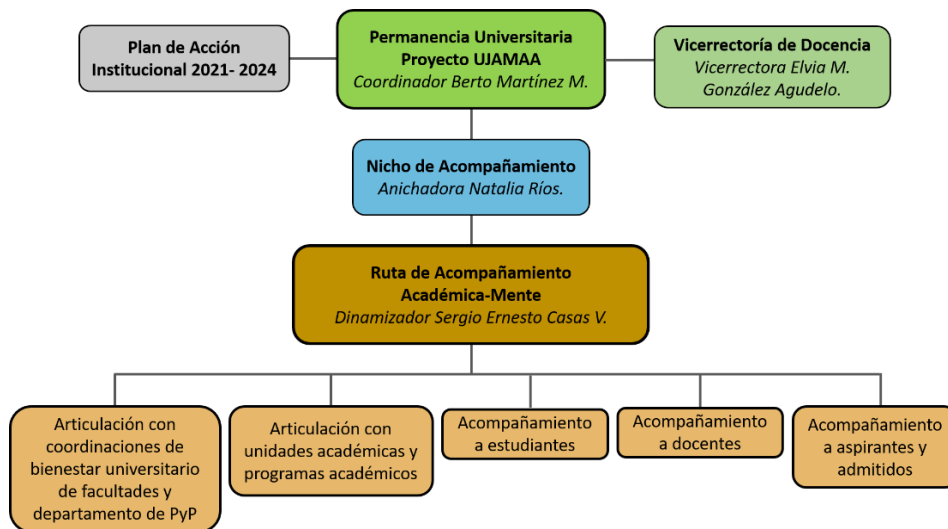 Plan de Acción
Institucional 2021- 2024
Permanencia Universitaria
Proyecto UJAMAA
Coordinador Berto Martínez M.
Vicerrectoría de Docencia
Vicerrectora Elvia M.
González Agudelo.
Nicho de Acompañamiento
Anichadora Natalia Ríos.
Ruta de Acompañamiento
Académica-Mente
Dinamizador Sergio Ernesto Casas V.
Articulación con
coordinaciones de
bienestar universitario
de facultades y
departamento de PyP
Articulación con
unidades académicas y
programas académicos
Acompañamiento
a estudiantes
Acompañamiento
a docentes
Acompañamiento
a aspirantes y
admitidos